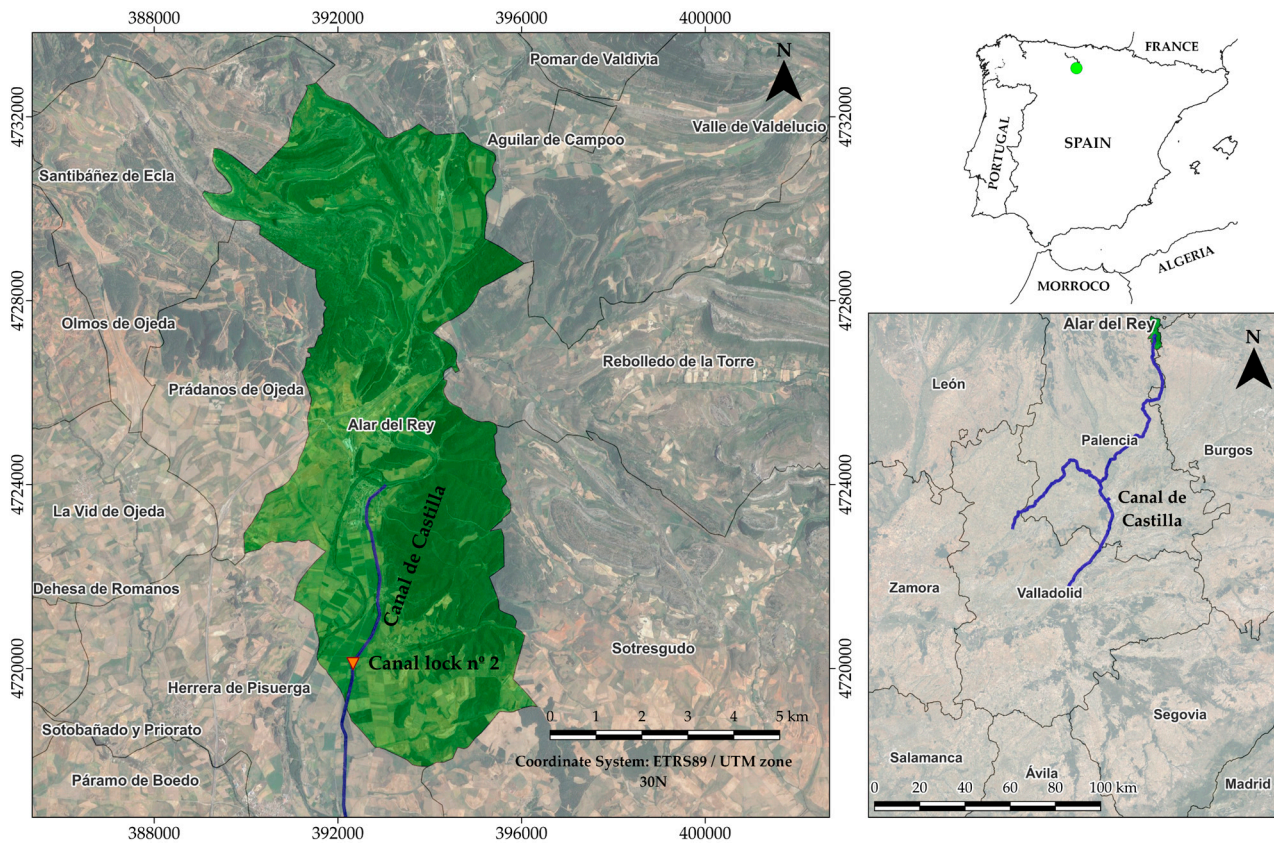 388000
392000
396000
400000
Pomar de Valdivia
N
4732000
4732000
Valle de Valdelucio
Aguilar de Campoo
Santibáñez de Ecla
4728000
4728000
Olmos de Ojeda
Rebolledo de la Torre
Prádanos de Ojeda
Alar del Rey
4724000
4724000
La Vid de Ojeda
Canal de Castilla
Dehesa de Romanos
Sotresgudo
4720000
4720000
Canal lock nº 2
Herrera de Pisuerga
Sotobañado y Priorato
0 1 2 3 4 5 km
Coordinate System: ETRS89 / UTM zone
30N
Páramo de Boedo
388000
392000
396000
400000
FRANCE
PORTUGAL
SPAIN
ALGERIA
MORROCO
Alar del Rey
N
León
Palencia
Burgos
Canal de
Castilla
Zamora
Valladolid
Segovia
Salamanca
Ávila
Madrid
0 20 40 60 80 100 km